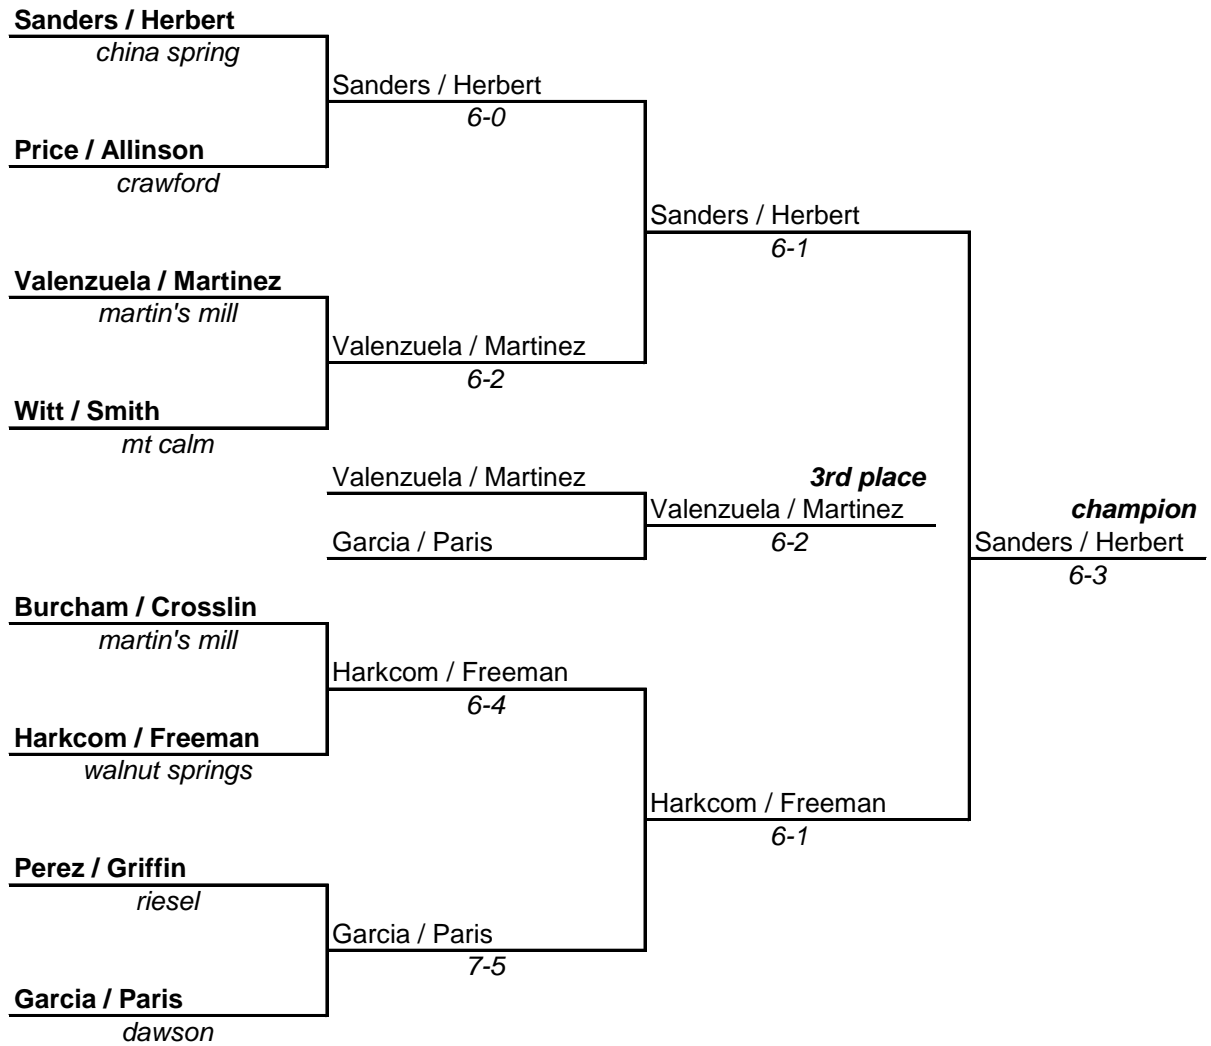 Sanders / Herbert
china spring
Sanders / Herbert
6-0
Price / Allinson
crawford
Sanders / Herbert
6-1
Valenzuela / Martinez
martin's mill
Valenzuela / Martinez
6-2
Witt / Smith
mt calm
Valenzuela / Martinez
3rd place
Valenzuela / Martinez
champion
Garcia / Paris
6-2
Sanders / Herbert
6-3
Burcham / Crosslin
martin's mill
Harkcom / Freeman
6-4
Harkcom / Freeman
walnut springs
Harkcom / Freeman
6-1
Perez / Griffin
riesel
Garcia / Paris
7-5
Garcia / Paris
dawson